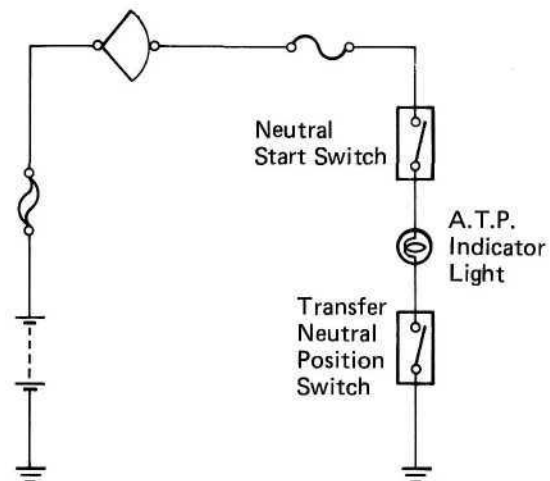 Neutral
Start Switch
A.T.P.
Indicator
Light
Transfer
Neutral
Position
Switch